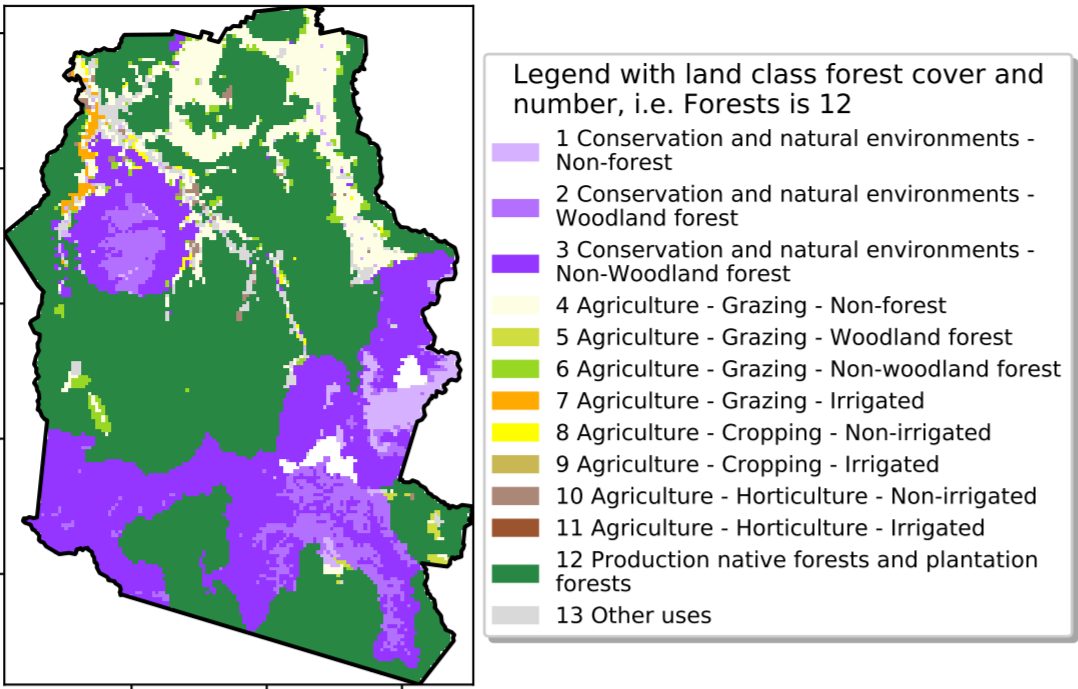 Legend with land class forest cover and
number, i.e. Forests is 12
1 Conservation and natural environments -
Non-forest
2 Conservation and natural environments -
Woodland forest
3 Conservation and natural environments -
Non-Woodland forest
4 Agriculture - Grazing - Non-forest
5 Agriculture - Grazing - Woodland forest
6 Agriculture - Grazing - Non-woodland forest
7 Agriculture - Grazing - Irrigated
8 Agriculture - Cropping - Non-irrigated
9 Agriculture - Cropping - Irrigated
10 Agriculture - Horticulture - Non-irrigated
11 Agriculture - Horticulture - Irrigated
12 Production native forests and plantation
forests
13 Other uses